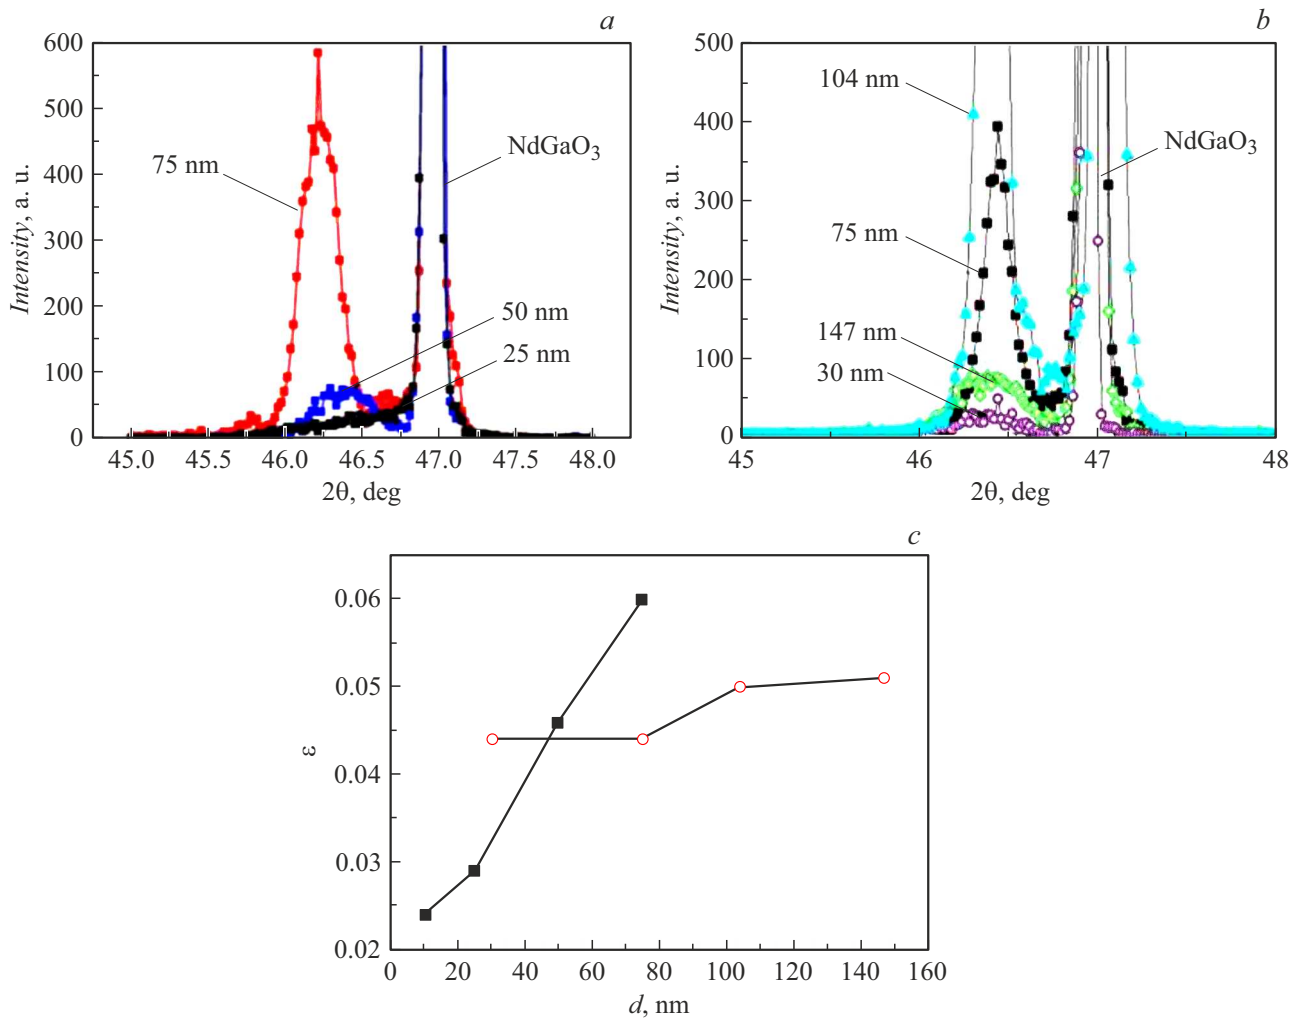 a
600
500
400
300
200
100
0
Intensity, a. u.
75 nm
NdGaO3
50 nm
25 nm
45.0 45.5 46.0 46.5 47.0 47.5 48.0
2θ, deg
b
500
400
300
200
100
0
Intensity, a. u.
104 nm
NdGaO3
75 nm
147 nm
30 nm
45 46 47 48
2θ, deg
c
0.06
0.05
0.04
0.03
0.02
ε
0 20 40 60 80 100 120 140 160
d, nm